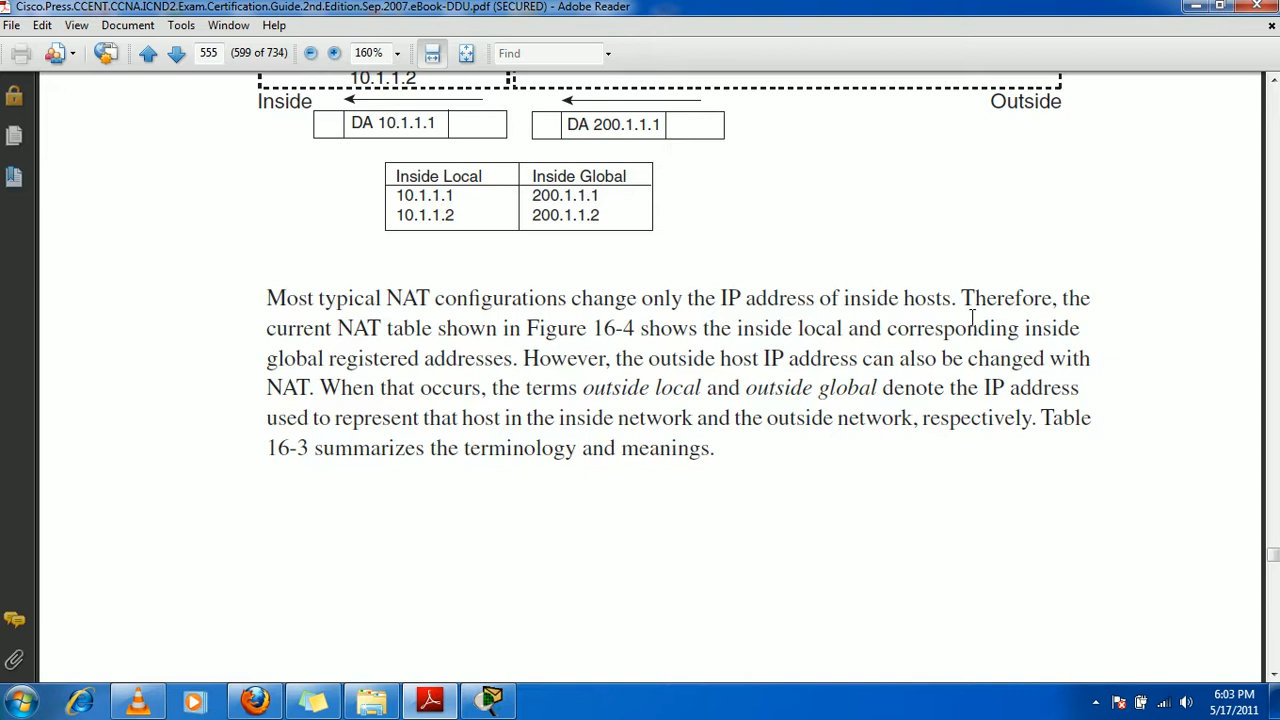 Cisco.Press.CCENT.CCNA.ICND2.Exam.Certification.Guide.2nd.Edition.Sep.2007.eBook-DDU.pdf (SECURED) - Adobe Reader
File Edit View Document Tools Window Help
555 (599 of 734) 160% Find
10.1.1.2
Inside Outside
DA 10.1.1.1 DA 200.1.1.1
Inside Local Inside Global
10.1.1.1 200.1.1.1
10.1.1.2 200.1.1.2
Most typical NAT configurations change only the IP address of inside hosts. Therefore, the
current NAT table shown in Figure 16-4 shows the inside local and corresponding inside
global registered addresses. However, the outside host IP address can also be changed with
NAT. When that occurs, the terms outside local and outside global denote the IP address
used to represent that host in the inside network and the outside network, respectively. Table
16-3 summarizes the terminology and meanings.
6:03 PM
5/17/2011